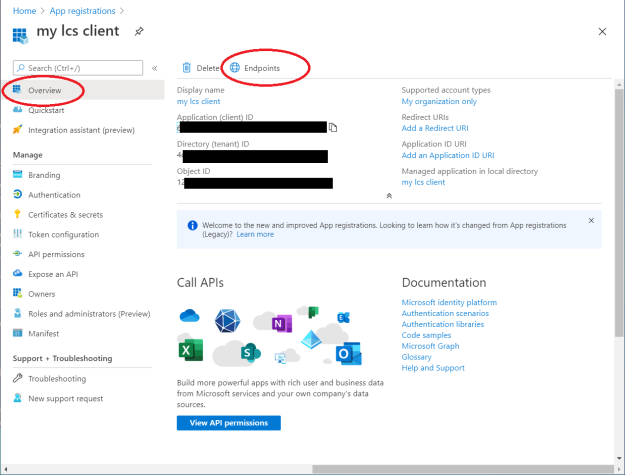 Home > App registrations >
my lcs client
Search (Ctrl+/)
«
Overview
Quickstart
Integration assistant (preview)
Manage
Branding
Authentication
Certificates & secrets
Token configuration
API permissions
Expose an API
Owners
Roles and administrators (Preview)
Manifest
Support + Troubleshooting
Troubleshooting
New support request
Delete
Endpoints
Display name
my lcs client
Application (client) ID
Directory (tenant) ID
Object ID
12
Supported account types
My organization only
Redirect URIs
Add a Redirect URI
Application ID URI
Add an Application ID URI
Managed application in local directory
my lcs client
Welcome to the new and improved App registrations. Looking to learn how it's changed from App registrations
(Legacy)? Learn more
Call APIs
Build more powerful apps with rich user and business data
from Microsoft services and your own company's data
sources.
View API permissions
Documentation
Microsoft identity platform
Authentication scenarios
Authentication libraries
Code samples
Microsoft Graph
Glossary
Help and Support